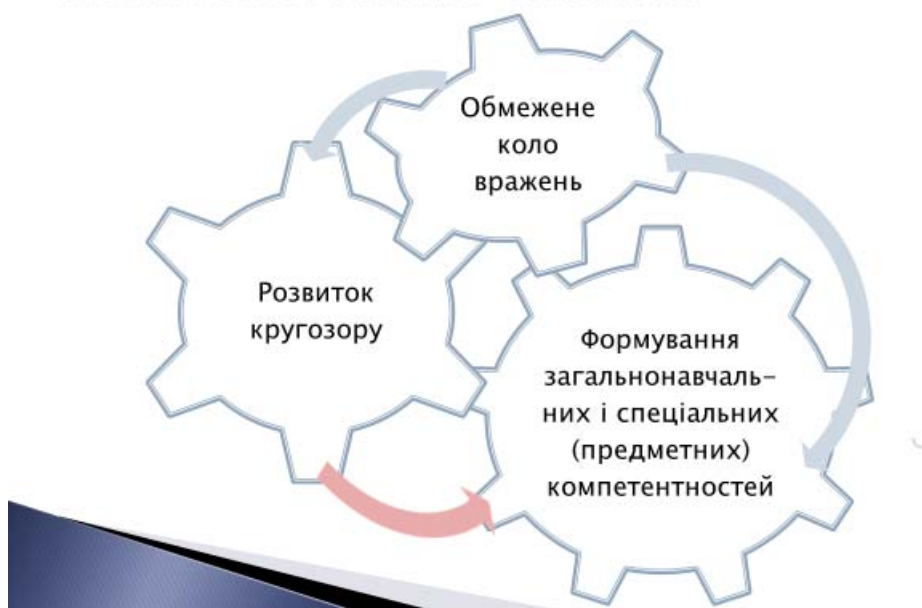 Обмежене
коло
вражень
Розвиток
кругозору
Формування
загальнонавчаль-
них і спеціальних
(предметних)
компетентностей